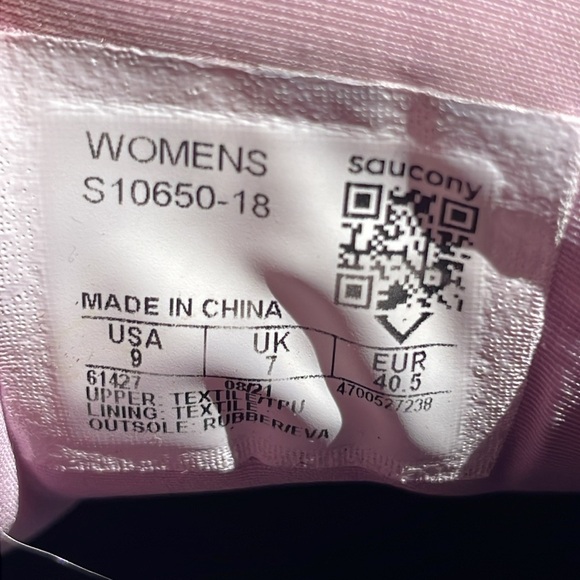 WOMENS
S10650-18
saucony
MADE IN CHINA
USA UK EUR
9 7 40.5
61427 08/21 4700527238
UPPER: TEXTILE/TPU
LINING: TEXTILE
OUTSOLE: RUBBER/EVA